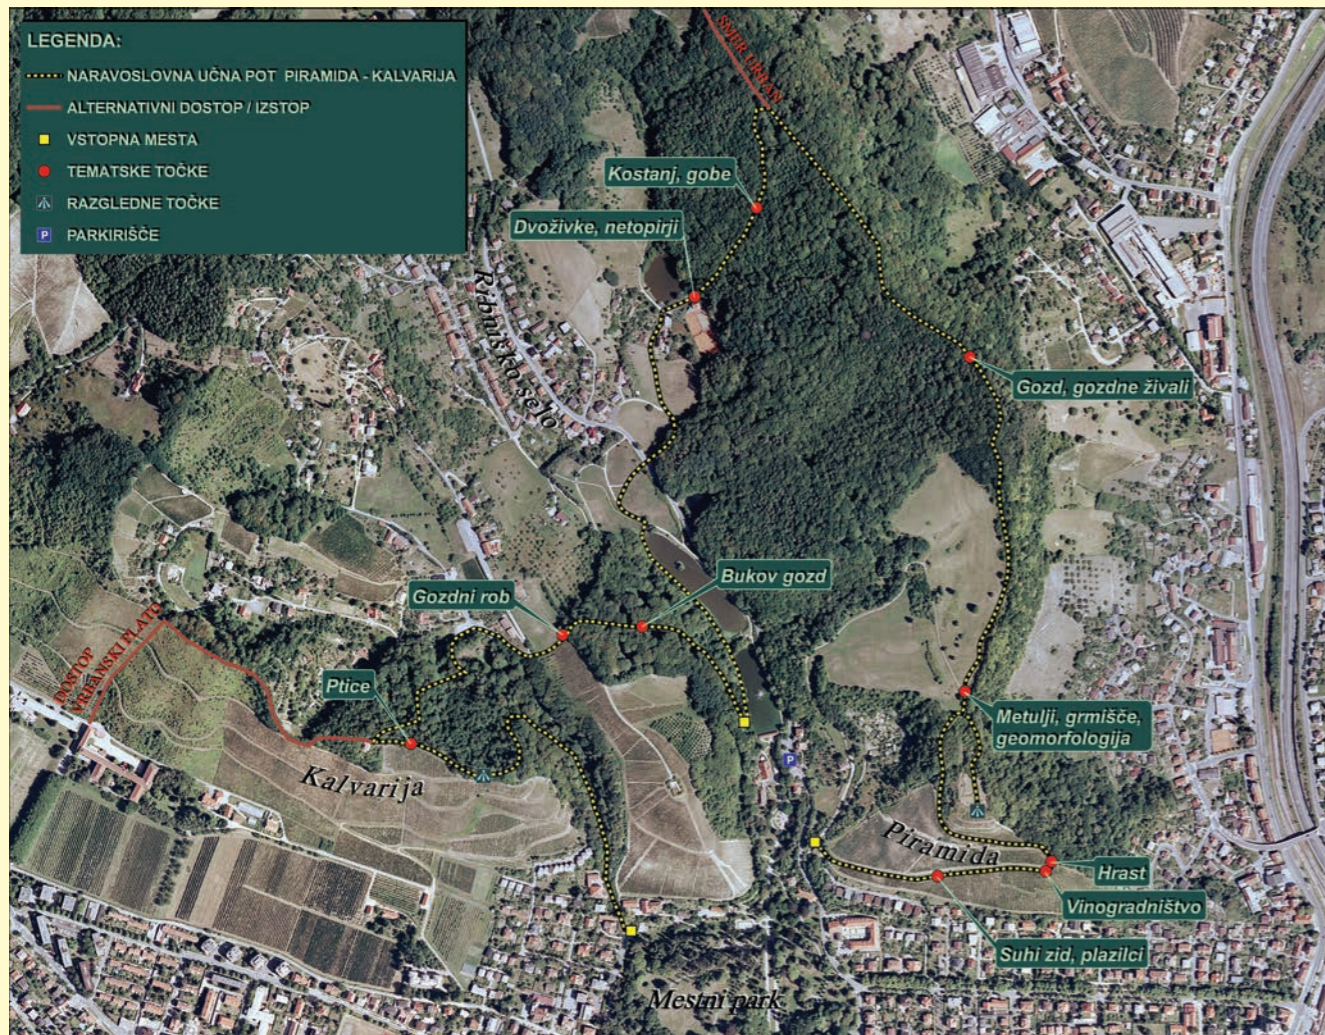 LEGENDA:
NARAVOSLOVNA UČNA POT PIRAMIDA - KALVARIJA
ALTERNATIVNI DOSTOP / IZSTOP
VSTOPNA MESTA
TEMATSKE TOČKE
RAZGLEDNE TOČKE
P PARKIRIŠČE
SMER URBAN
Kostanj, gobe
Dvoživke, netopirji
Ribniško selo
Gozd, gozdne živali
Bukov gozd
Gozdni rob
DOSTOP
VRBANSKI PLATO
Ptice
Metulji, grmišče,
geomorfologija
Kalvarija
P
Piramida
Hrast
Vinogradništvo
Suhi zid, plazilci
Mestni park